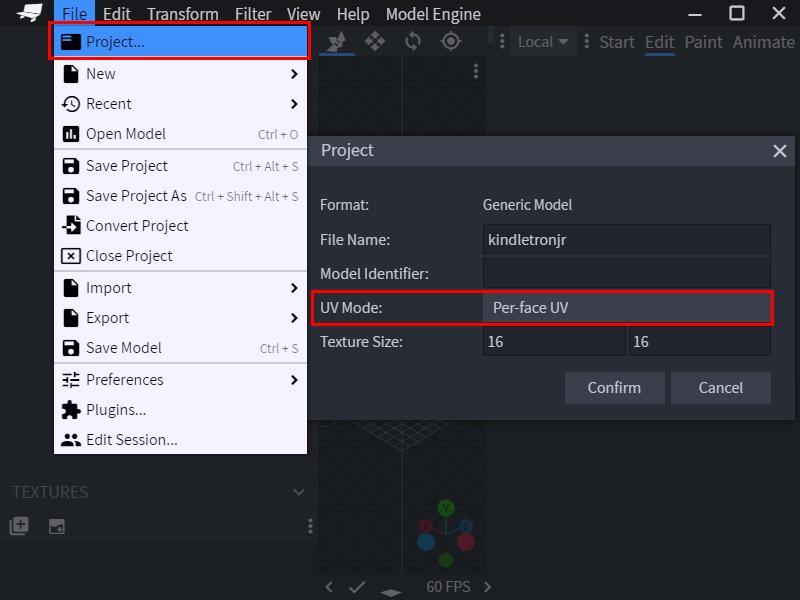 File Edit Transform Filter View Help Model Engine
Project...
Local Start Edit Paint Animate
New
Recent
Open Model Ctrl + O
Save Project Ctrl + Alt + S
Save Project As Ctrl + Shift + Alt + S
Convert Project
Close Project
Import
Export
Save Model Ctrl + S
Preferences
Plugins...
Edit Session...
Project
Format: Generic Model
File Name: kindletronjr
Model Identifier:
UV Mode: Per-face UV
Texture Size: 16 16
Confirm Cancel
TEXTURES
Y
X Z
60 FPS